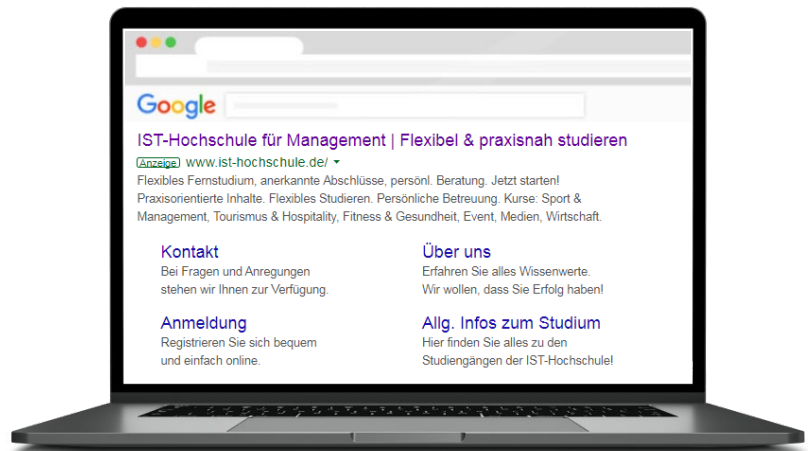 Google
IST-Hochschule für Management | Flexibel & praxisnah studieren
Anzeige www.ist-hochschule.de/
Flexibles Fernstudium, anerkannte Abschlüsse, persönl. Beratung. Jetzt starten!
Praxisorientierte Inhalte. Flexibles Studieren. Persönliche Betreuung. Kurse: Sport &
Management, Tourismus & Hospitality, Fitness & Gesundheit, Event, Medien, Wirtschaft.
Kontakt
Bei Fragen und Anregungen
stehen wir Ihnen zur Verfügung.
Über uns
Erfahren Sie alles Wissenwerte.
Wir wollen, dass Sie Erfolg haben!
Anmeldung
Registrieren Sie sich bequem
und einfach online.
Allg. Infos zum Studium
Hier finden Sie alles zu den
Studiengängen der IST-Hochschule!